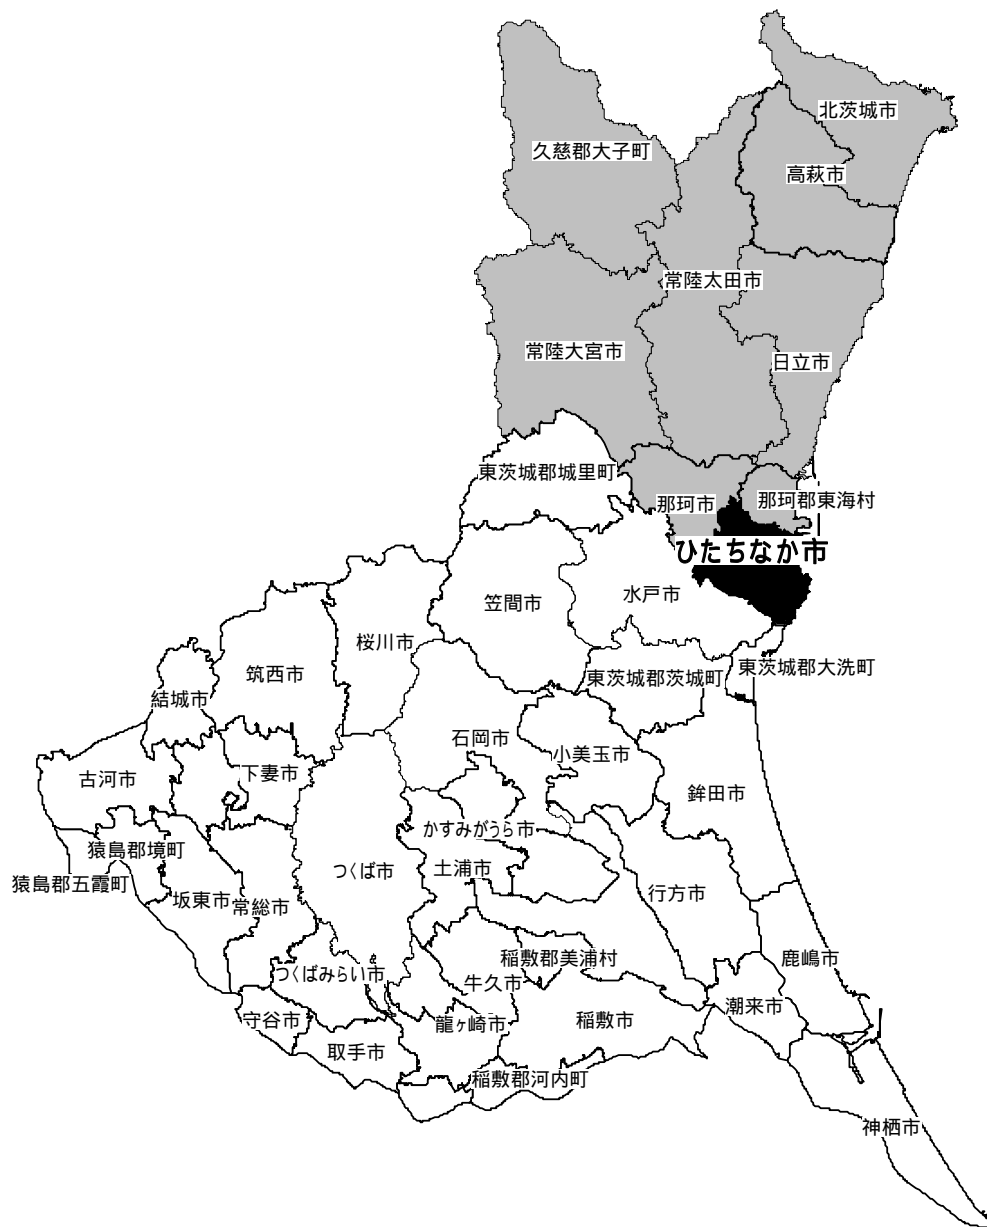 北茨城市
久慈郡大子町
高萩市
常陸太田市
常陸大宮市
日立市
東茨城郡城里町
那珂市
那珂郡東海村
ひたちなか市
笠間市
水戸市
桜川市
東茨城郡大洗町
筑西市
東茨城郡茨城町
結城市
石岡市
小美玉市
古河市
下妻市
鉾田市
かすみがうら市
猿島郡境町
つくば市
土浦市
猿島郡五霞町
坂東市
常総市
行方市
稲敷郡美浦村
鹿嶋市
つくばみらい市
牛久市
潮来市
守谷市
龍ヶ崎市
稲敷市
取手市
稲敷郡河内町
神栖市